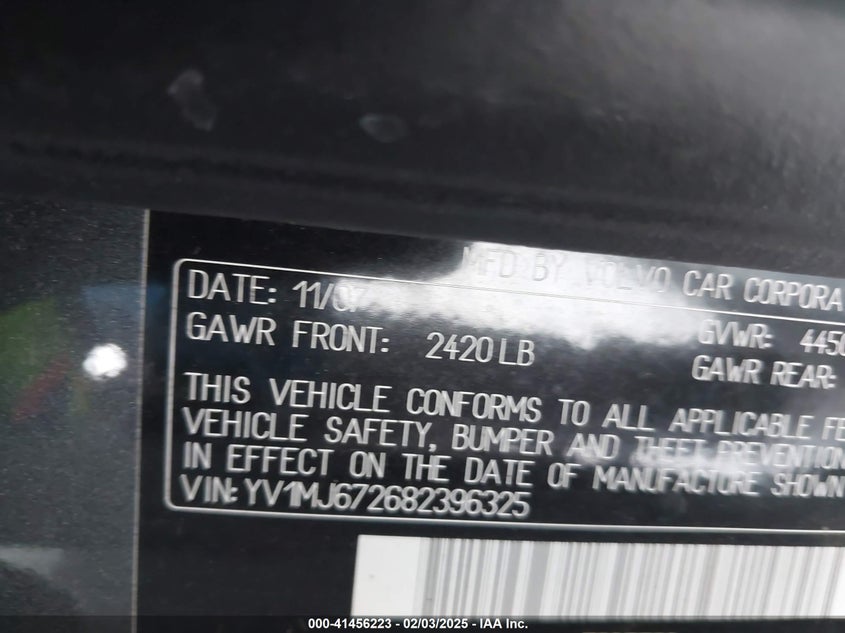 MFD BY VOLVO CAR CORPORA
DATE: 11/07
GVWR: 4450
GAWR FRONT: 2420 LB
GAWR REAR:
THIS VEHICLE CONFORMS TO ALL APPLICABLE FE
VEHICLE SAFETY, BUMPER AND THEFT PREVENTION
IN EFFECT ON THE DATE OF MANUFACTURE SHOWN
VIN: YV1MJ672682396325
000-41456223 - 02/03/2025 - IAA Inc.